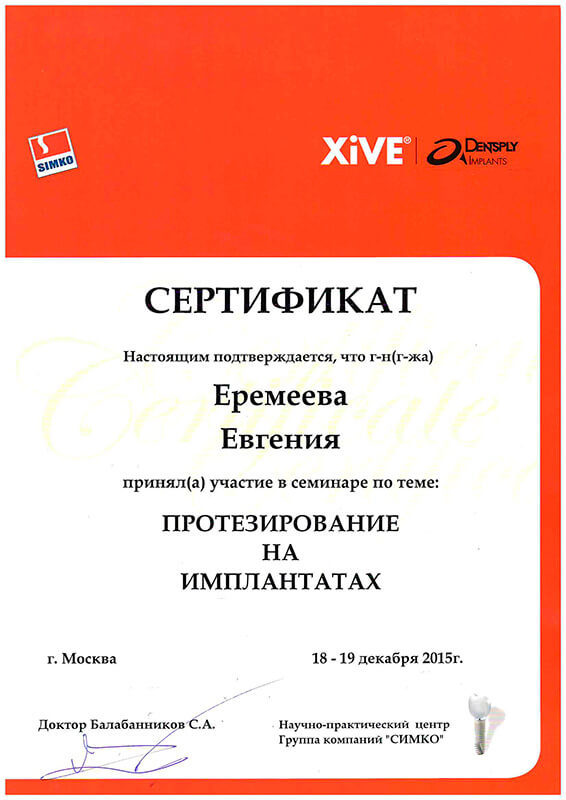 SIMKO
XiVE® DENTSPLY
IMPLANTS
СЕРТИФИКАТ
Настоящим подтверждается, что г-н(г-жа)
Certificate
Еремеева
Евгения
принял(а) участие в семинаре по теме:
ПРОТЕЗИРОВАНИЕ
НА
ИМПЛАНТАТАХ
г. Москва 18 - 19 декабря 2015г.
Доктор Балабанников С.А. Научно-практический центр
Группа компаний "СИМКО"